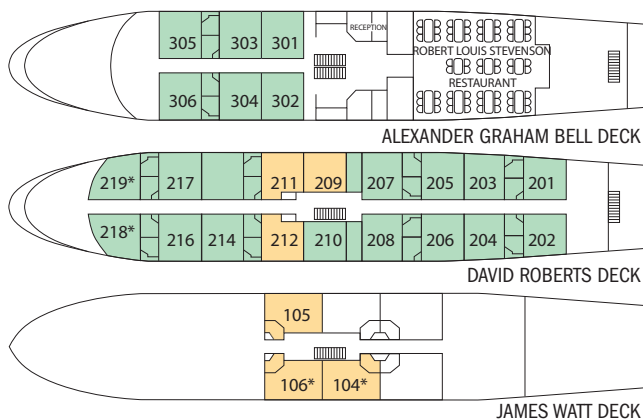 305 303 301
RECEPTION
ROBERT LOUIS STEVENSON
RESTAURANT
306 304 302
ALEXANDER GRAHAM BELL DECK
219* 217 211 209 207 205 203 201
218* 216 214 212 210 208 206 204 202
DAVID ROBERTS DECK
105
106* 104*
JAMES WATT DECK